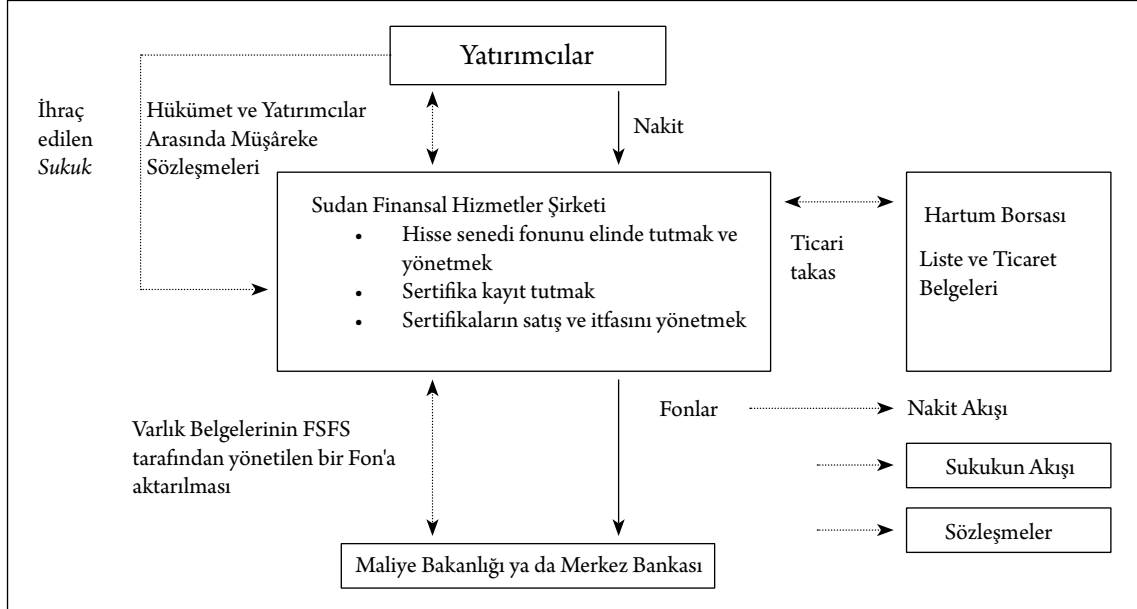 Yatırımcılar
İhraç
edilen
Sukuk
Hükümet ve Yatırımcılar
Arasında Müşâreke
Sözleşmeleri
Nakit
Sudan Finansal Hizmetler Şirketi
• Hisse senedi fonunu elinde tutmak ve
yönetmek
• Sertifika kayıt tutmak
• Sertifikaların satış ve itfasını yönetmek
Ticari
takas
Hartum Borsası
Liste ve Ticaret
Belgeleri
Varlık Belgelerinin FSFS
tarafından yönetilen bir Fon'a
aktarılması
Fonlar
Nakit Akışı
Sukukun Akışı
Sözleşmeler
Maliye Bakanlığı ya da Merkez Bankası